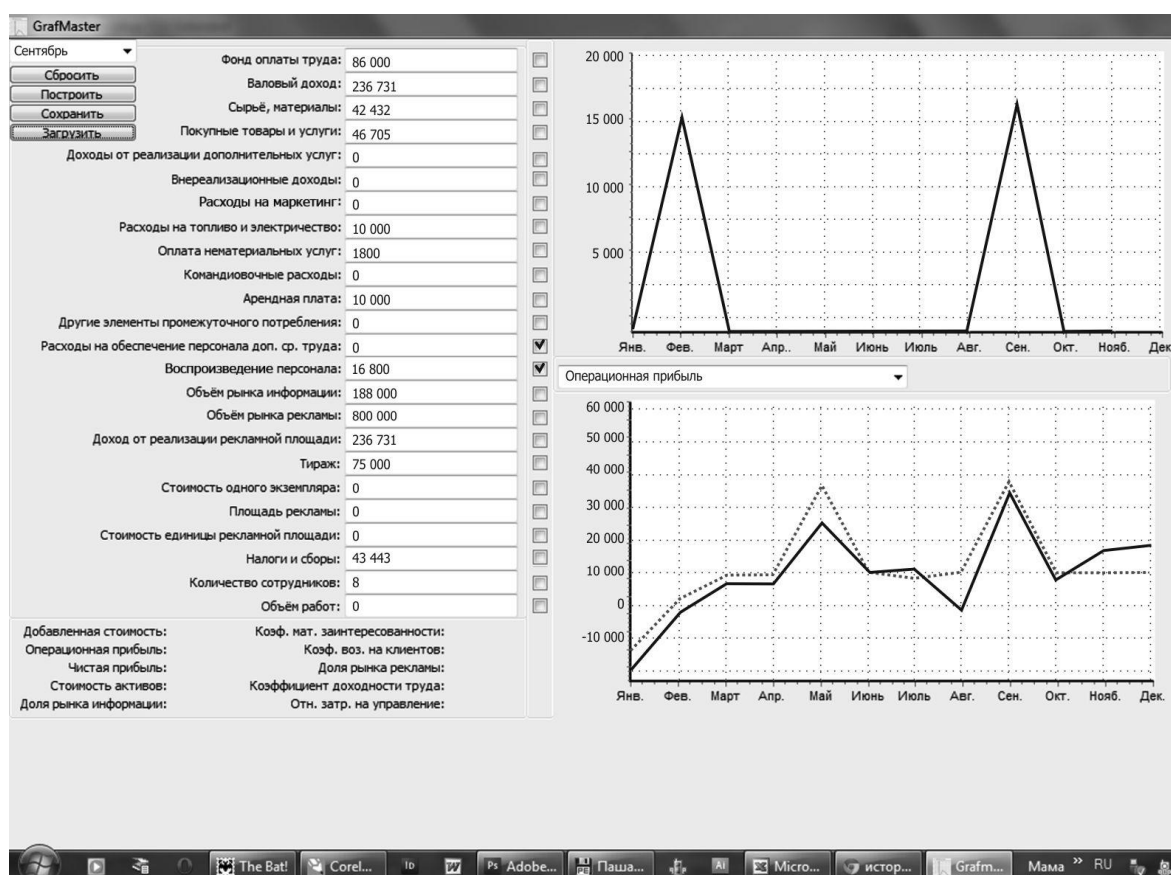 GrafMaster
Сентябрь
Сбросить
Построить
Сохранить
Загрузить
Фонд оплаты труда: 86 000
Валовый доход: 236 731
Сырьё, материалы: 42 432
Покупные товары и услуги: 46 705
Доходы от реализации дополнительных услуг: 0
Внереализационные доходы: 0
Расходы на маркетинг: 0
Расходы на топливо и электричество: 10 000
Оплата нематериальных услуг: 1800
Командиовочные расходы: 0
Арендная плата: 10 000
Другие элементы промежуточного потребления: 0
Расходы на обеспечение персонала доп. ср. труда: 0
Воспроизведение персонала: 16 800
Объём рынка информации: 188 000
Объём рынка рекламы: 800 000
Доход от реализации рекламной площади: 236 731
Тираж: 75 000
Стоимость одного экземпляра: 0
Площадь рекламы: 0
Стоимость единицы рекламной площади: 0
Налоги и сборы: 43 443
Количество сотрудников: 8
Объём работ: 0
Добавленная стоимость: Коэф. мат. заинтересованности:
Операционная прибыль: Коэф. воз. на клиентов:
Чистая прибыль: Доля рынка рекламы:
Стоимость активов: Коэффициент доходности труда:
Доля рынка информации: Отн. затр. на управление:
20 000
15 000
10 000
5 000
Янв. Фев. Март Апр.. Май Июнь Июль Авг. Сен. Окт. Нояб. Дек
Операционная прибыль
60 000
50 000
40 000
30 000
20 000
10 000
0
-10 000
Янв. Фев. Март Апр. Май Июнь Июль Авг. Сен. Окт. Нояб. Дек.
The Bat! Corel... ID W Ps Adobe... Паша... Ai Micro... истор... Grafm... Мама » RU